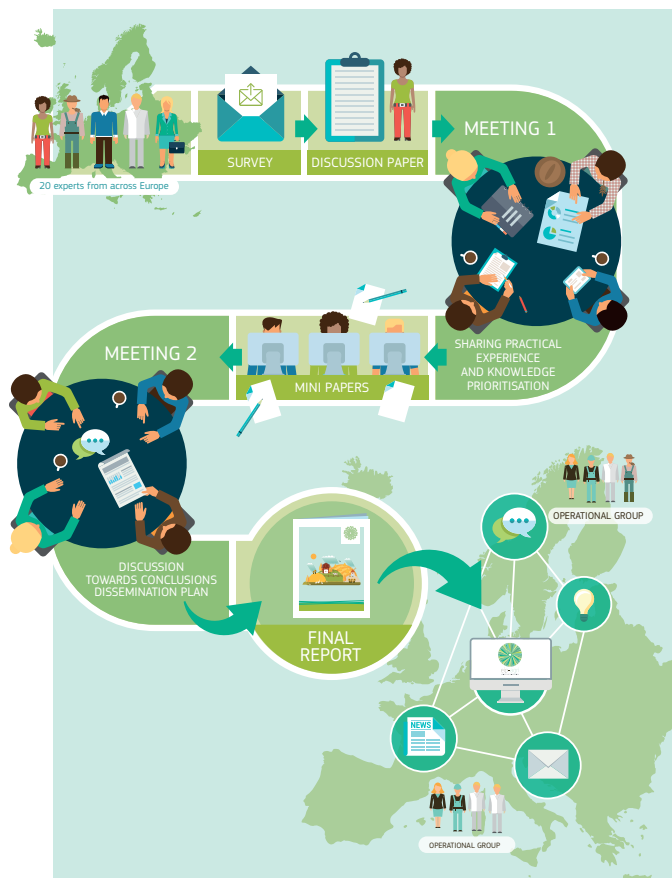 20 experts from across Europe
SURVEY
DISCUSSION PAPER
MEETING 1
SHARING PRACTICAL
EXPERIENCE
AND KNOWLEDGE
PRIORITISATION
MINI PAPERS
MEETING 2
DISCUSSION
TOWARDS CONCLUSIONS
DISSEMINATION PLAN
FINAL
REPORT
OPERATIONAL GROUP
NEWS
OPERATIONAL GROUP